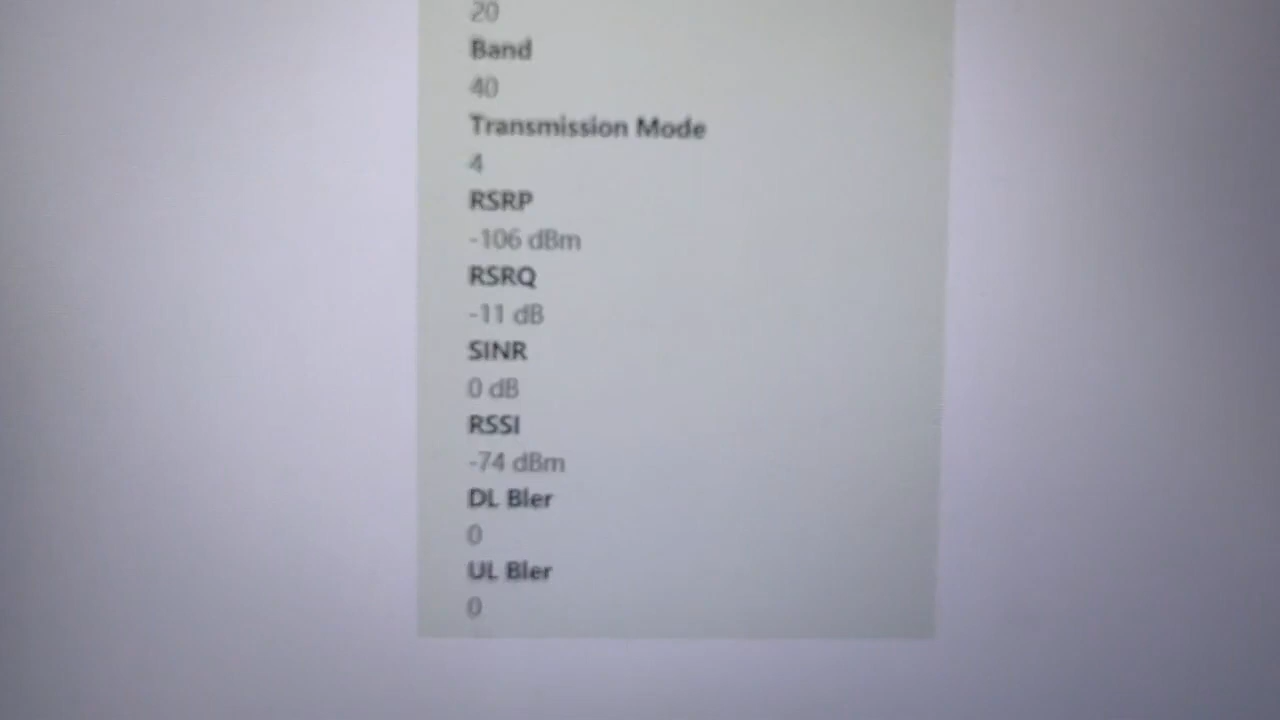 20
Band
40
Transmission Mode
4
RSRP
-106 dBm
RSRQ
-11 dB
SINR
0 dB
RSSI
-74 dBm
DL Bler
0
UL Bler
0